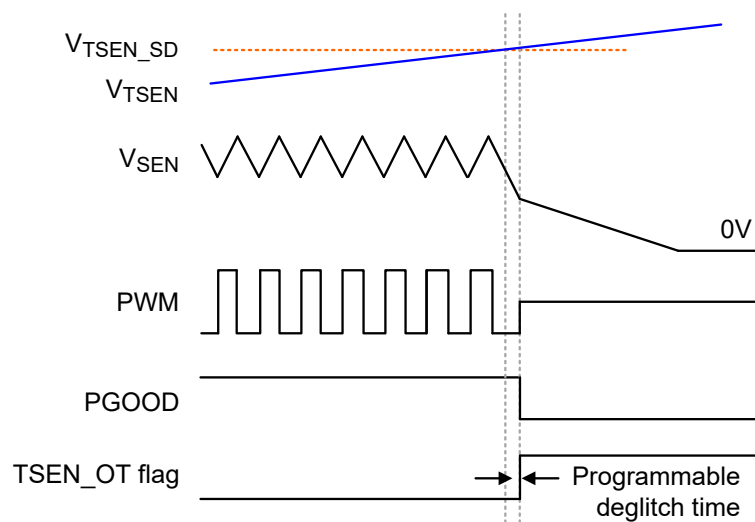 VTSEN_SD
VTSEN
VSEN
0V
PWM
PGOOD
TSEN_OT flag
Programmable
deglitch time